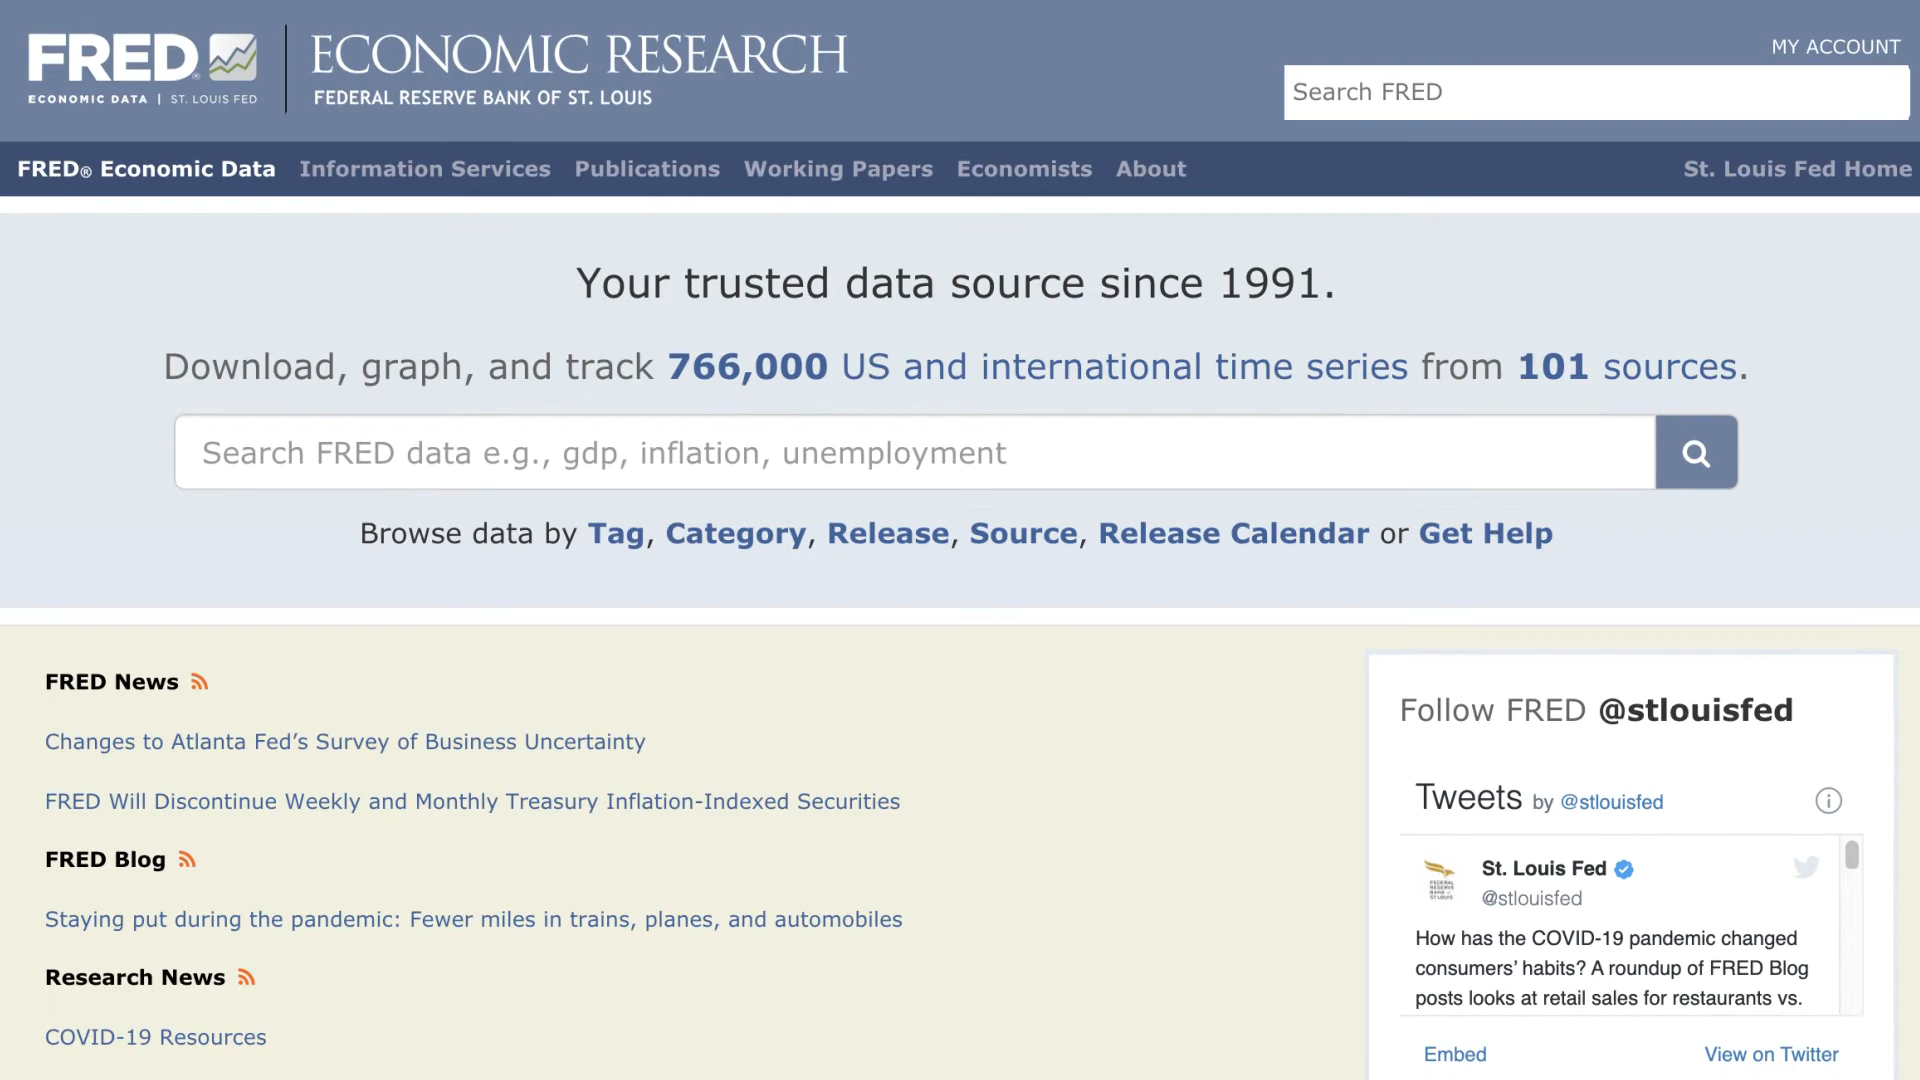 FRED®
ECONOMIC DATA | ST. LOUIS FED
ECONOMIC RESEARCH
FEDERAL RESERVE BANK OF ST. LOUIS
MY ACCOUNT
Search FRED
FRED® Economic Data Information Services Publications Working Papers Economists About St. Louis Fed Home
Your trusted data source since 1991.
Download, graph, and track 766,000 US and international time series from 101 sources.
Search FRED data e.g., gdp, inflation, unemployment
Browse data by Tag, Category, Release, Source, Release Calendar or Get Help
FRED News
Changes to Atlanta Fed’s Survey of Business Uncertainty
FRED Will Discontinue Weekly and Monthly Treasury Inflation-Indexed Securities
FRED Blog
Staying put during the pandemic: Fewer miles in trains, planes, and automobiles
Research News
COVID-19 Resources
Follow FRED @stlouisfed
Tweets by @stlouisfed
FEDERAL
RESERVE
BANK of
ST. LOUIS
St. Louis Fed
@stlouisfed
How has the COVID-19 pandemic changed
consumers’ habits? A roundup of FRED Blog
posts looks at retail sales for restaurants vs.
Embed View on Twitter